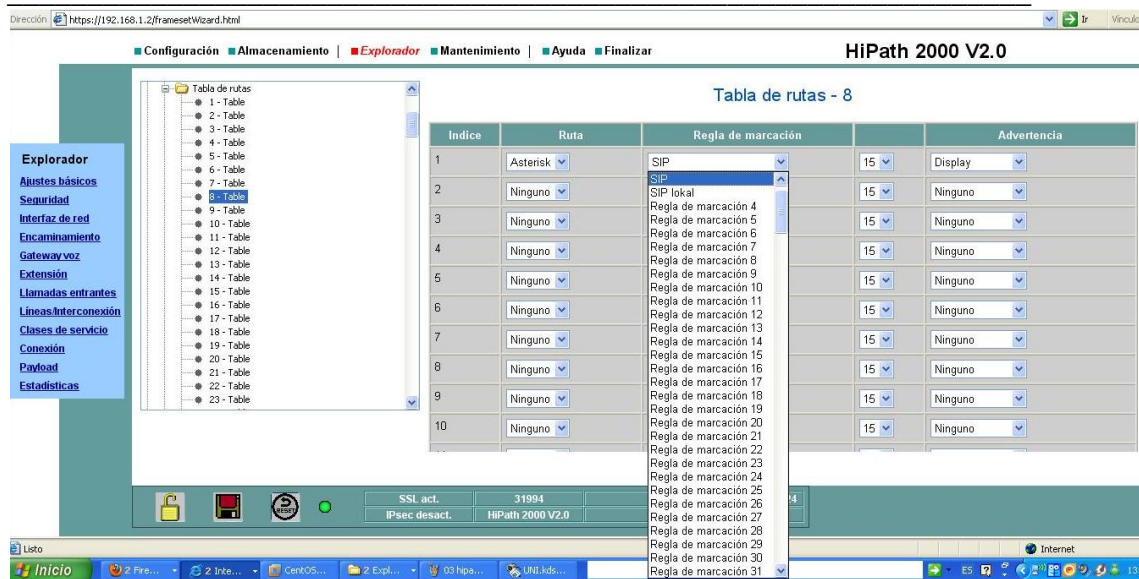 Dirección https://192.168.1.2/framesetWizard.html Ir
Configuración Almacenamiento | Explorador Mantenimiento | Ayuda Finalizar
HiPath 2000 V2.0
Explorador
Ajustes básicos
Seguridad
Interfaz de red
Encaminamiento
Gateway voz
Extensión
Llamadas entrantes
Líneas/Interconexión
Clases de servicio
Conexión
Payload
Estadísticas
Tabla de rutas
1 - Table
2 - Table
3 - Table
4 - Table
5 - Table
6 - Table
7 - Table
8 - Table
9 - Table
10 - Table
11 - Table
12 - Table
13 - Table
14 - Table
15 - Table
16 - Table
17 - Table
18 - Table
19 - Table
20 - Table
21 - Table
22 - Table
23 - Table
Tabla de rutas - 8
Indice Ruta Regla de marcación Advertencia
1 Asterisk SIP 15 Display
2 Ninguno 15 Ninguno
3 Ninguno 15 Ninguno
4 Ninguno 15 Ninguno
5 Ninguno 15 Ninguno
6 Ninguno 15 Ninguno
7 Ninguno 15 Ninguno
8 Ninguno 15 Ninguno
9 Ninguno 15 Ninguno
10 Ninguno 15 Ninguno
SIP
SIP lokal
Regla de marcación 4
Regla de marcación 5
Regla de marcación 6
Regla de marcación 7
Regla de marcación 8
Regla de marcación 9
Regla de marcación 10
Regla de marcación 11
Regla de marcación 12
Regla de marcación 13
Regla de marcación 14
Regla de marcación 15
Regla de marcación 16
Regla de marcación 17
Regla de marcación 18
Regla de marcación 19
Regla de marcación 20
Regla de marcación 21
Regla de marcación 22
Regla de marcación 23
Regla de marcación 24
Regla de marcación 25
Regla de marcación 26
Regla de marcación 27
Regla de marcación 28
Regla de marcación 29
Regla de marcación 30
Regla de marcación 31
RESET
SSL act. 31994
IPsec desact. HiPath 2000 V2.0
Listo Internet
Inicio 2 Fire... 2 Inte... CentOS... 2 Expl... 03 hipa... UNI.kds... ES 13